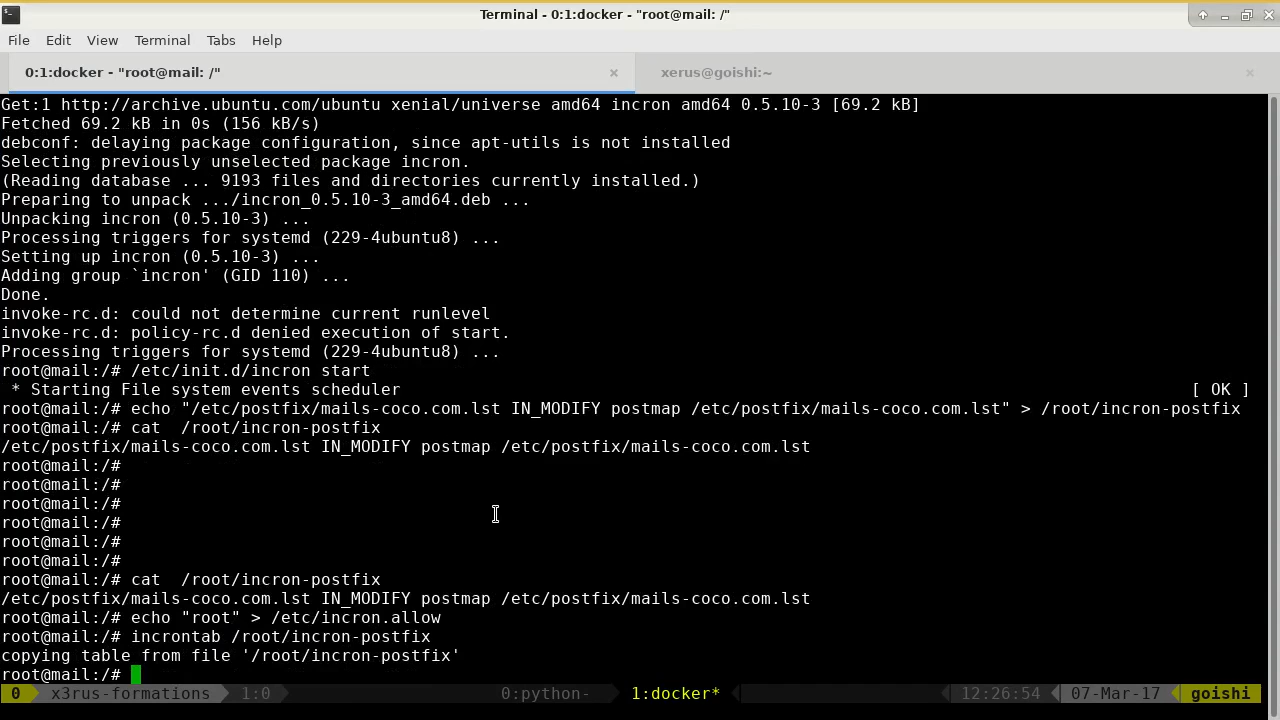 Terminal - 0:1:docker - "root@mail: /"
File Edit View Terminal Tabs Help
0:1:docker - "root@mail: /" × xerus@goishi:~ ×
Get:1 http://archive.ubuntu.com/ubuntu xenial/universe amd64 incron amd64 0.5.10-3 [69.2 kB]
Fetched 69.2 kB in 0s (156 kB/s)
debconf: delaying package configuration, since apt-utils is not installed
Selecting previously unselected package incron.
(Reading database ... 9193 files and directories currently installed.)
Preparing to unpack .../incron_0.5.10-3_amd64.deb ...
Unpacking incron (0.5.10-3) ...
Processing triggers for systemd (229-4ubuntu8) ...
Setting up incron (0.5.10-3) ...
Adding group `incron' (GID 110) ...
Done.
invoke-rc.d: could not determine current runlevel
invoke-rc.d: policy-rc.d denied execution of start.
Processing triggers for systemd (229-4ubuntu8) ...
root@mail:/# /etc/init.d/incron start
 * Starting File system events scheduler [ OK ]
root@mail:/# echo "/etc/postfix/mails-coco.com.lst IN_MODIFY postmap /etc/postfix/mails-coco.com.lst" > /root/incron-postfix
root@mail:/# cat  /root/incron-postfix
/etc/postfix/mails-coco.com.lst IN_MODIFY postmap /etc/postfix/mails-coco.com.lst
root@mail:/#
root@mail:/#
root@mail:/#
root@mail:/#
root@mail:/#
root@mail:/#
root@mail:/# cat  /root/incron-postfix
/etc/postfix/mails-coco.com.lst IN_MODIFY postmap /etc/postfix/mails-coco.com.lst
root@mail:/# echo "root" > /etc/incron.allow
root@mail:/# incrontab /root/incron-postfix
copying table from file '/root/incron-postfix'
root@mail:/#
0 x3rus-formations 1:0 0:python- 1:docker* 12:26:54 07-Mar-17 goishi